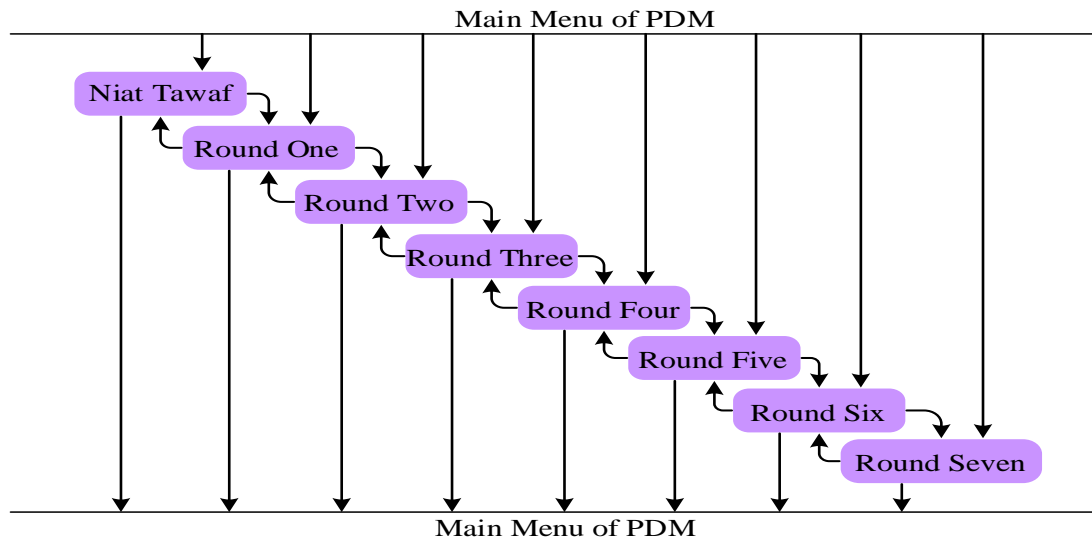 Main Menu of PDM
Niat Tawaf
Round One
Round Two
Round Three
Round Four
Round Five
Round Six
Round Seven
Main Menu of PDM